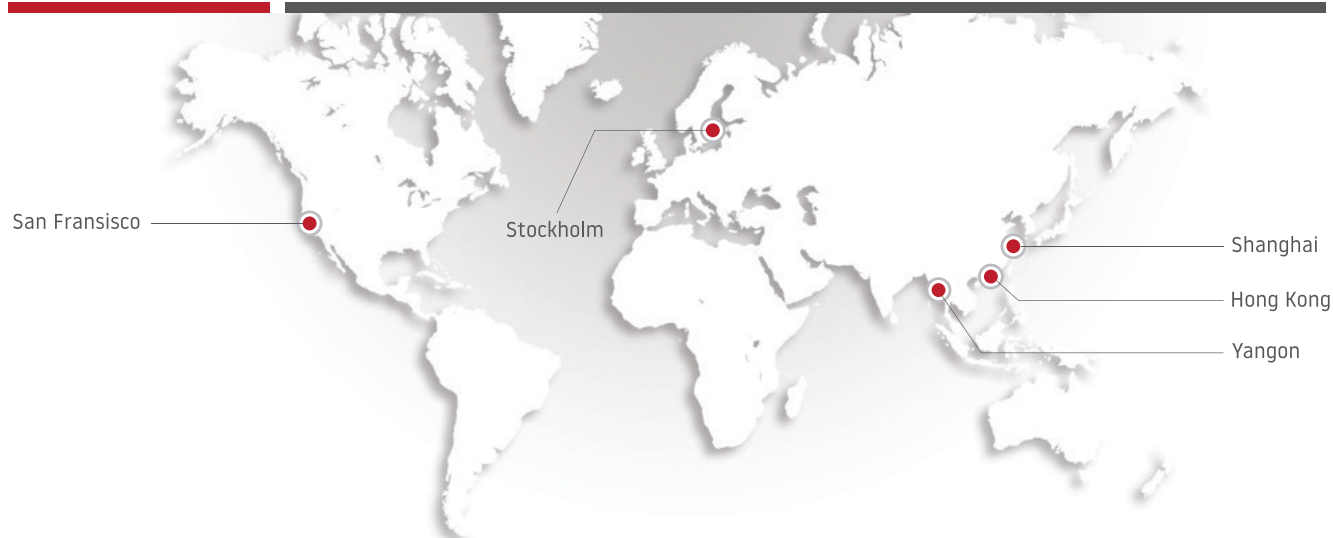 San Fransisco
Stockholm
Shanghai
Hong Kong
Yangon